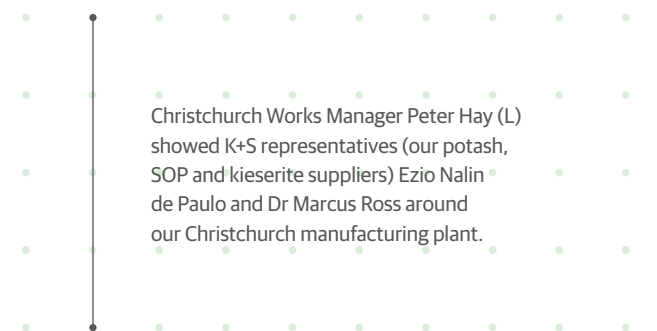 Christchurch Works Manager Peter Hay (L)
showed K+S representatives (our potash,
SOP and kieserite suppliers) Ezio Nalin
de Paulo and Dr Marcus Ross around
our Christchurch manufacturing plant.